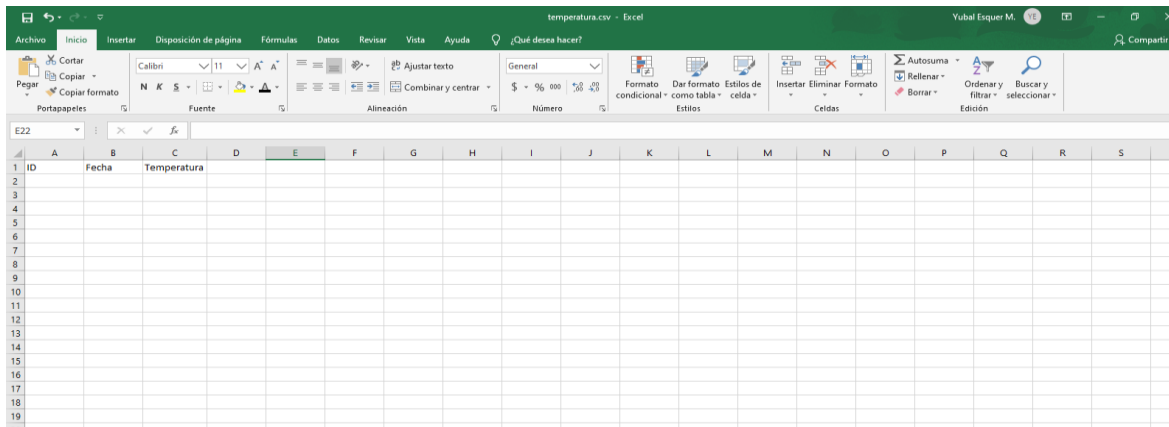 temperatura.csv - Excel
Yubal Esquer M. YE
Archivo Inicio Insertar Disposición de página Fórmulas Datos Revisar Vista Ayuda ¿Qué desea hacer? Compartir
Pegar
Cortar
Copiar
Copiar formato
Portapapeles
Calibri 11 A A
N K S A
Fuente
ab Ajustar texto
Combinar y centrar
Alineación
General
$ % 000
Número
Formato condicional
Dar formato como tabla
Estilos de celda
Estilos
Insertar Eliminar Formato
Celdas
Autosuma
Rellenar
Borrar
Ordenar y filtrar
Buscar y seleccionar
Edición
E22 fx
A B C D E F G H I J K L M N O P Q R S
1 ID Fecha Temperatura
2
3
4
5
6
7
8
9
10
11
12
13
14
15
16
17
18
19